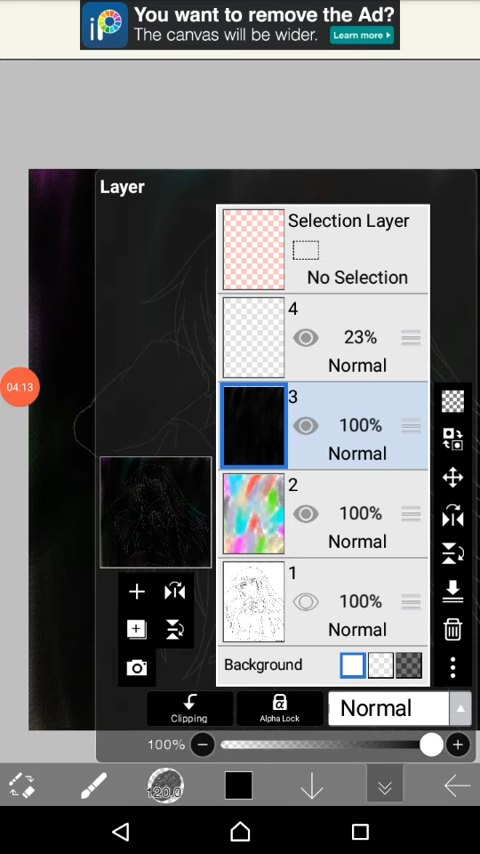 You want to remove the Ad?
iP
The canvas will be wider.
Learn more
Layer
Selection Layer
No Selection
4
23%
Normal
04:13
3
100%
Normal
2
100%
Normal
1
100%
Normal
Background
Clipping
Alpha Lock
Normal
100%
120.0